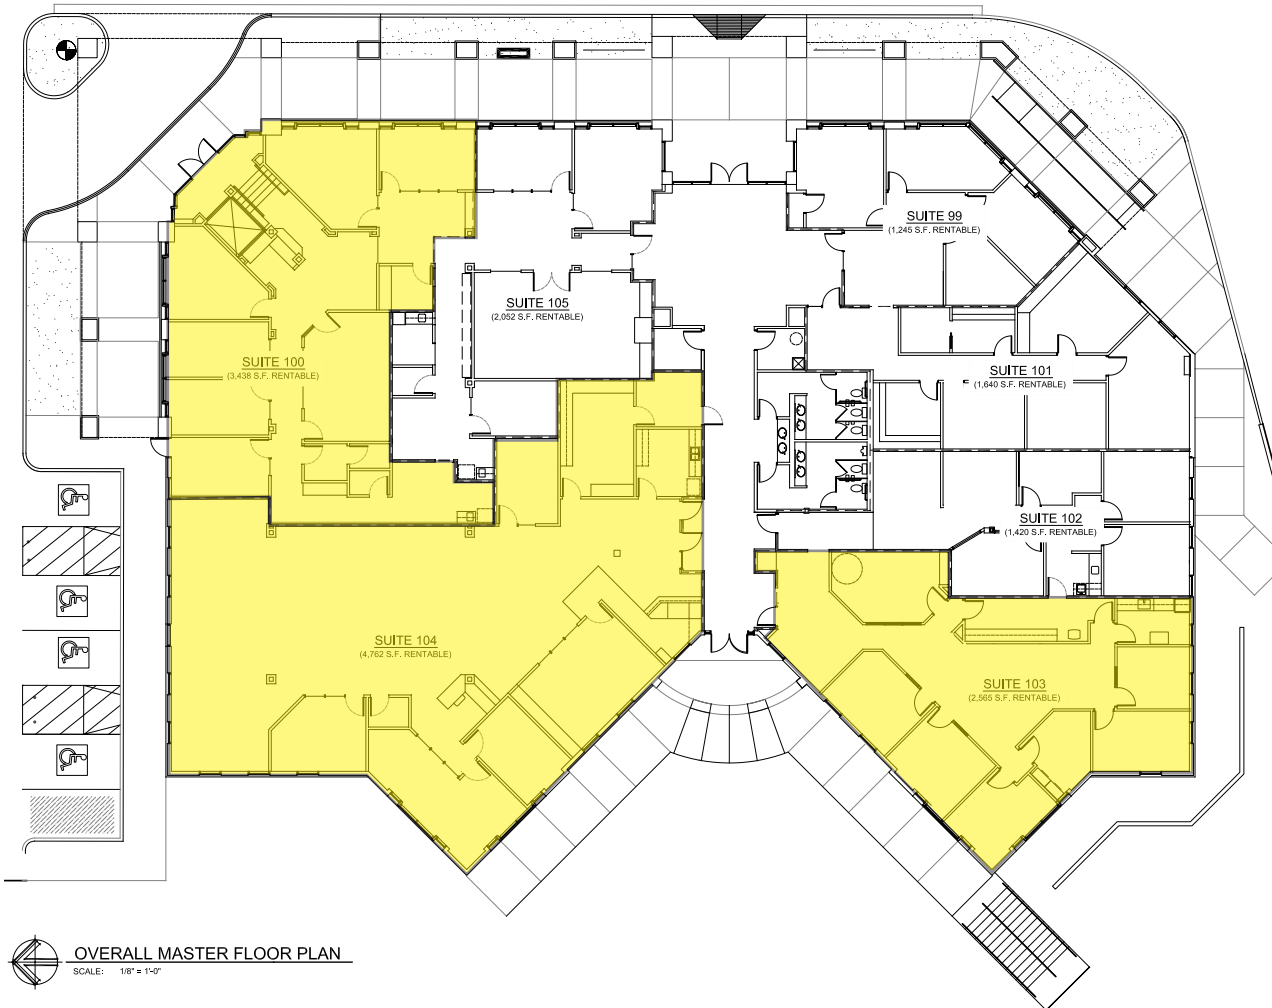 SUITE 99
(1,245 S.F. RENTABLE)
SUITE 105
(2,052 S.F. RENTABLE)
SUITE 100
(3,438 S.F. RENTABLE)
SUITE 101
(1,640 S.F. RENTABLE)
SUITE 102
(1,420 S.F. RENTABLE)
SUITE 104
(4,762 S.F. RENTABLE)
SUITE 103
(2,565 S.F. RENTABLE)
OVERALL MASTER FLOOR PLAN
SCALE: 1/8" = 1'-0"